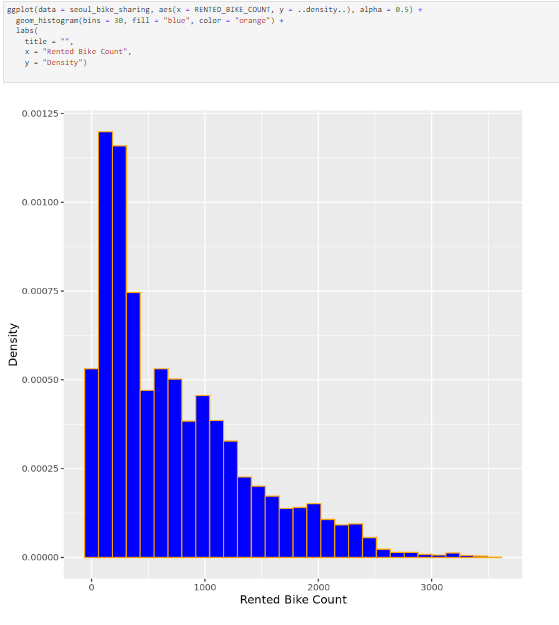 ggplot(data = seoul_bike_sharing, aes(x = RENTED_BIKE_COUNT, y = ..density..), alpha = 0.5) +
geom_histogram(bins = 30, fill = "blue", color = "orange") +
labs(
title = "",
x = "Rented Bike Count",
y = "Density")
0.00125
0.00100
0.00075
0.00050
0.00025
0.00000
Density
0 1000 2000 3000
Rented Bike Count